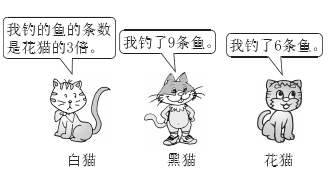 我钓的鱼的条数
是花猫的3倍。
我钓了9条鱼。
我钓了6条鱼。
白猫
黑猫
花猫